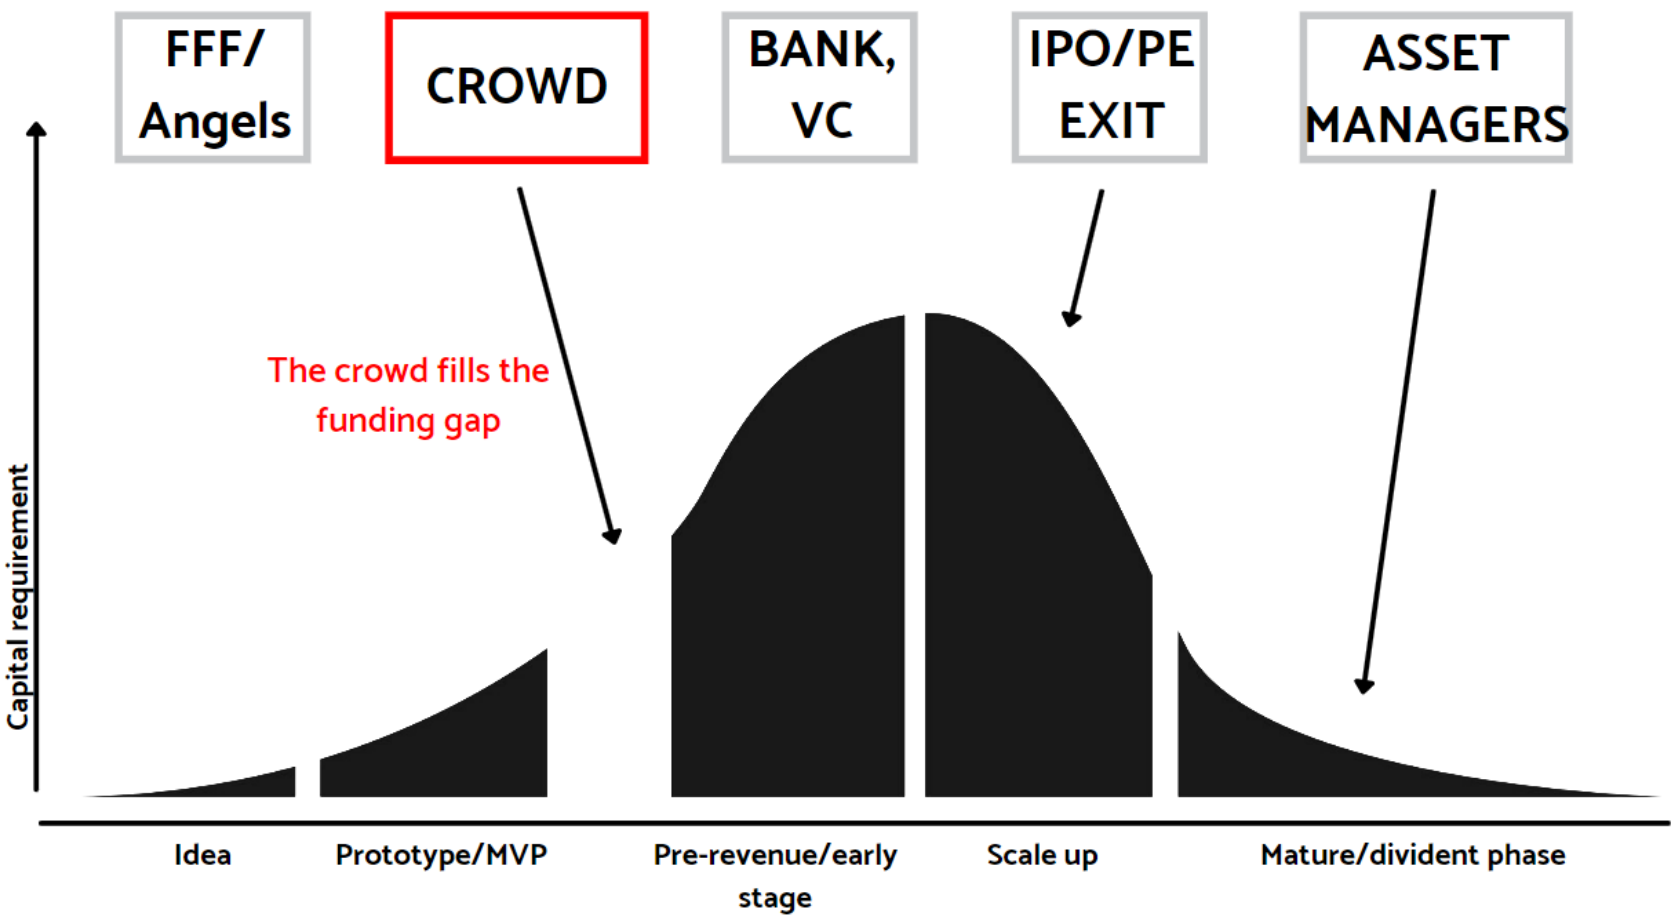 FFF/
Angels
CROWD
BANK,
VC
IPO/PE
EXIT
ASSET
MANAGERS
The crowd fills the
funding gap
Capital requirement
Idea
Prototype/MVP
Pre-revenue/early
stage
Scale up
Mature/divident phase